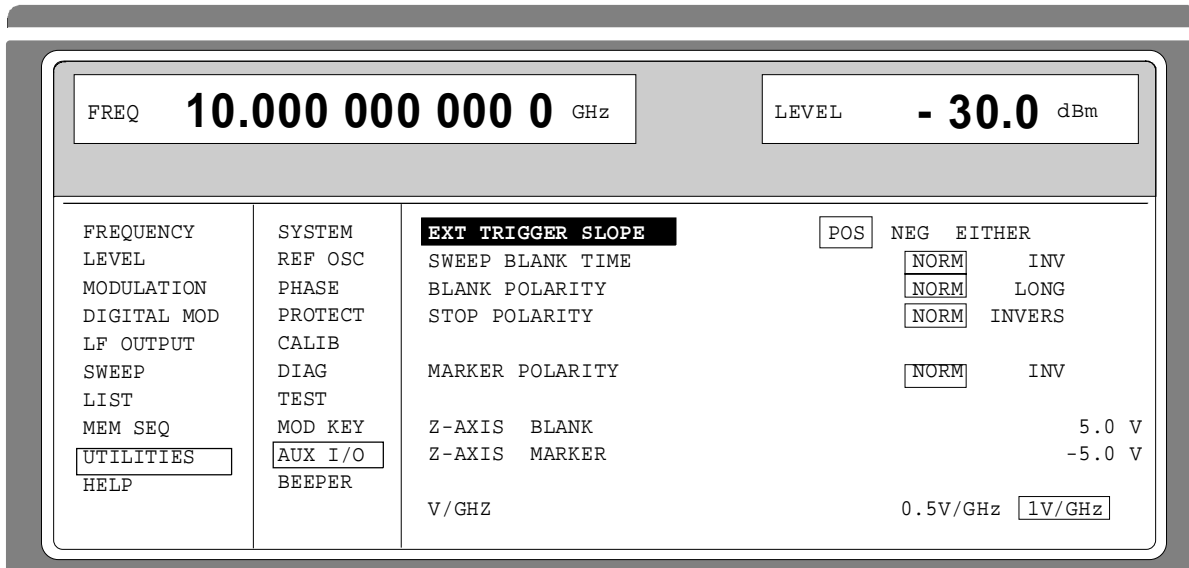 FREQ 10.000 000 000 0 GHz
LEVEL - 30.0 dBm
FREQUENCY
LEVEL
MODULATION
DIGITAL MOD
LF OUTPUT
SWEEP
LIST
MEM SEQ
UTILITIES
HELP
SYSTEM
REF OSC
PHASE
PROTECT
CALIB
DIAG
TEST
MOD KEY
AUX I/O
BEEPER
EXT TRIGGER SLOPE POS NEG EITHER
SWEEP BLANK TIME NORM INV
BLANK POLARITY NORM LONG
STOP POLARITY NORM INVERS
MARKER POLARITY NORM INV
Z-AXIS BLANK 5.0 V
Z-AXIS MARKER -5.0 V
V/GHZ 0.5V/GHz 1V/GHz